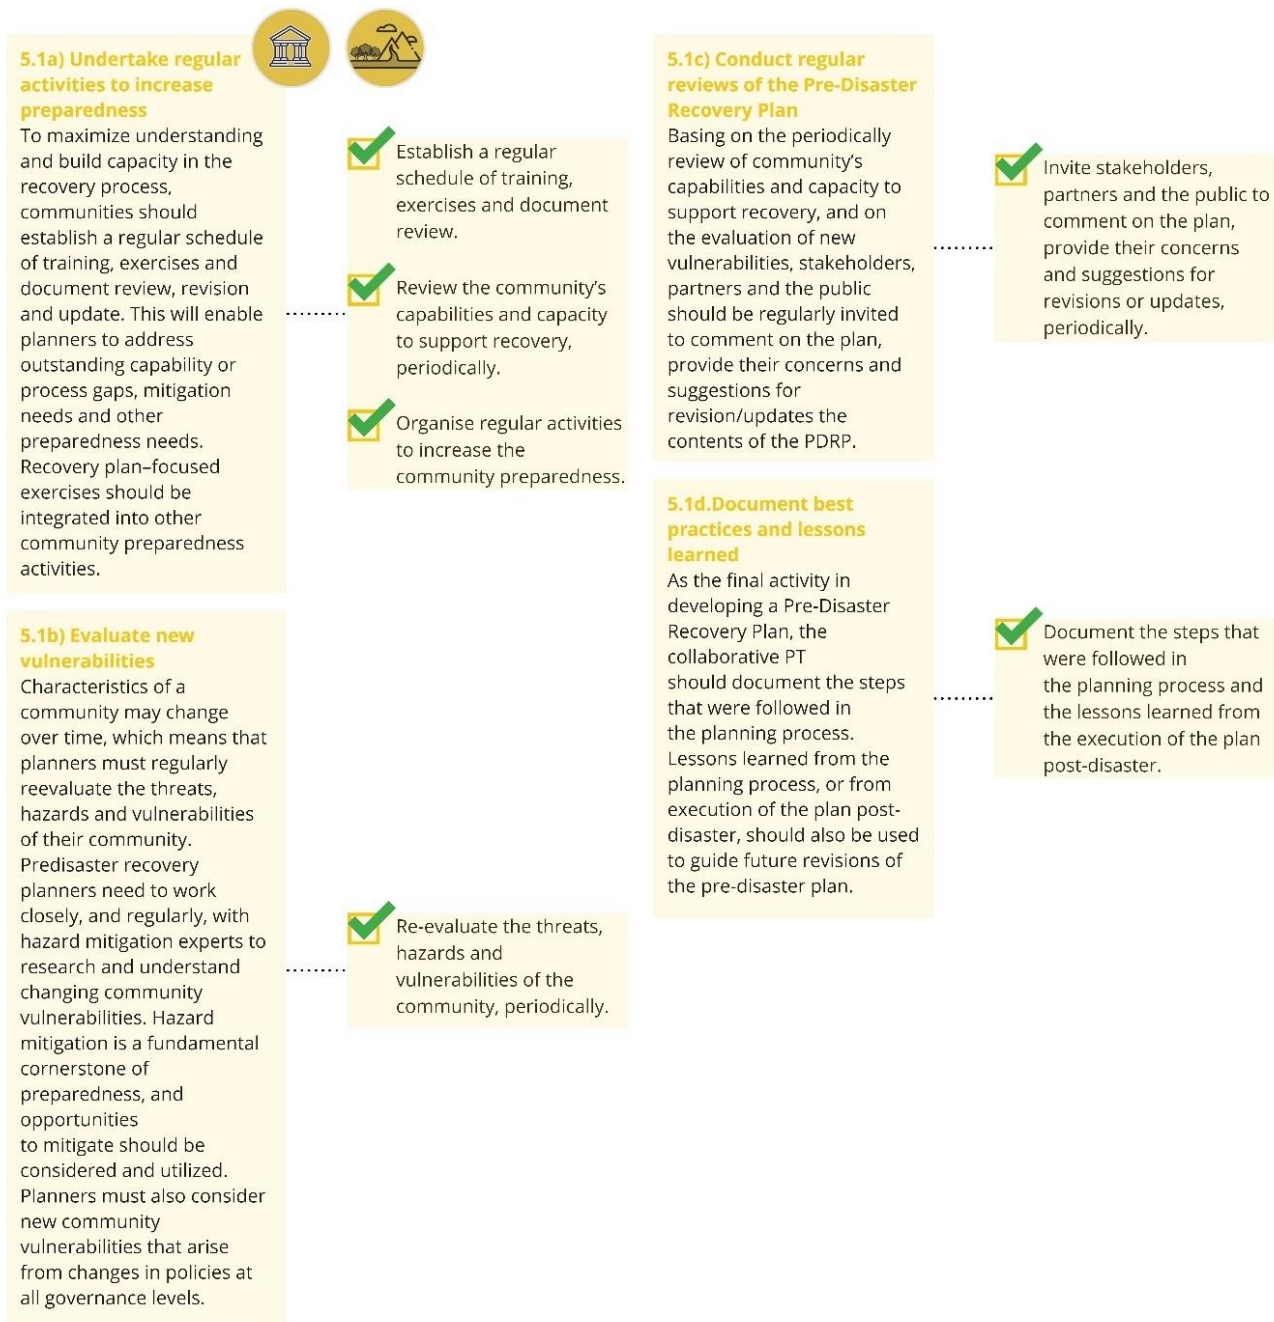 5.1a) Undertake regular
activities to increase
preparedness
To maximize understanding
and build capacity in the
recovery process,
communities should
establish a regular schedule
of training, exercises and
document review, revision
and update. This will enable
planners to address
outstanding capability or
process gaps, mitigation
needs and other
preparedness needs.
Recovery plan–focused
exercises should be
integrated into other
community preparedness
activities.
Establish a regular
schedule of training,
exercises and document
review.
Review the community's
capabilities and capacity
to support recovery,
periodically.
Organise regular activities
to increase the
community preparedness.
5.1b) Evaluate new
vulnerabilities
Characteristics of a
community may change
over time, which means that
planners must regularly
reevaluate the threats,
hazards and vulnerabilities
of their community.
Predisaster recovery
planners need to work
closely, and regularly, with
hazard mitigation experts to
research and understand
changing community
vulnerabilities. Hazard
mitigation is a fundamental
cornerstone of
preparedness, and
opportunities
to mitigate should be
considered and utilized.
Planners must also consider
new community
vulnerabilities that arise
from changes in policies at
all governance levels.
Re-evaluate the threats,
hazards and
vulnerabilities of the
community, periodically.
5.1c) Conduct regular
reviews of the Pre-Disaster
Recovery Plan
Basing on the periodically
review of community's
capabilities and capacity to
support recovery, and on
the evaluation of new
vulnerabilities, stakeholders,
partners and the public
should be regularly invited
to comment on the plan,
provide their concerns and
suggestions for
revision/updates the
contents of the PDRP.
Invite stakeholders,
partners and the public to
comment on the plan,
provide their concerns
and suggestions for
revisions or updates,
periodically.
5.1d.Document best
practices and lessons
learned
As the final activity in
developing a Pre-Disaster
Recovery Plan, the
collaborative PT
should document the steps
that were followed in
the planning process.
Lessons learned from the
planning process, or from
execution of the plan post-
disaster, should also be used
to guide future revisions of
the pre-disaster plan.
Document the steps that
were followed in
the planning process and
the lessons learned from
the execution of the plan
post-disaster.